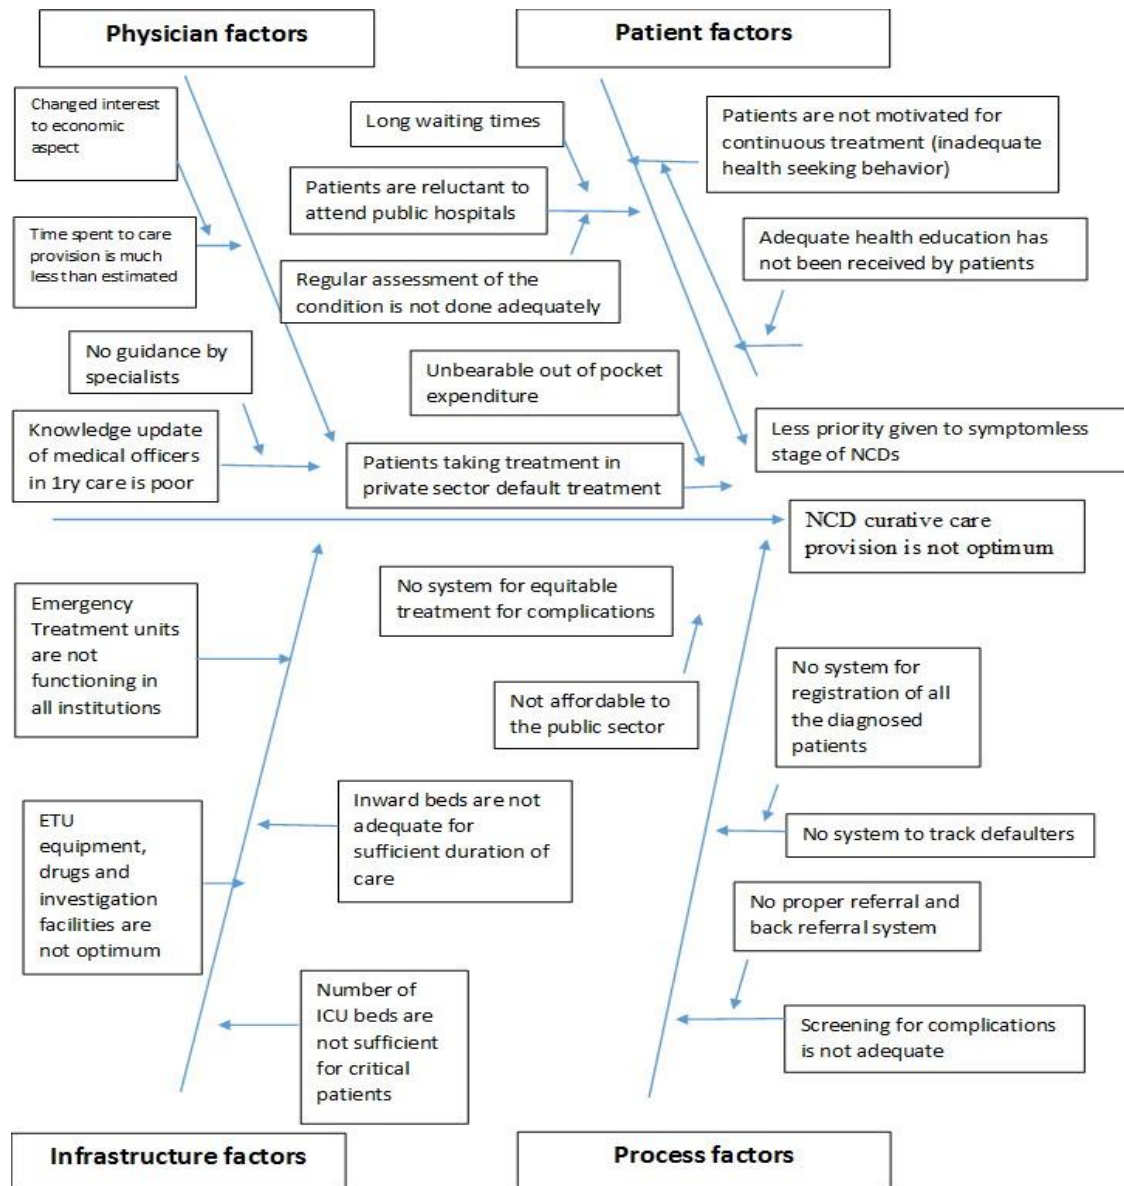 Physician factors
Patient factors
Changed interest
to economic
aspect
Long waiting times
Patients are not motivated for
continuous treatment (inadequate
health seeking behavior)
Patients are reluctant to
attend public hospitals
Time spent to care
provision is much
less than estimated
Adequate health education has
not been received by patients
Regular assessment of the
condition is not done adequately
No guidance by
specialists
Unbearable out of pocket
expenditure
Knowledge update
of medical officers
in 1ry care is poor
Patients taking treatment in
private sector default treatment
Less priority given to symptomless
stage of NCDs
NCD curative care
provision is not optimum
Emergency
Treatment units
are not
functioning in
all institutions
No system for equitable
treatment for complications
Not affordable to
the public sector
No system for
registration of all
the diagnosed
patients
ETU
equipment,
drugs and
investigation
facilities are
not optimum
Inward beds are not
adequate for
sufficient duration of
care
No system to track defaulters
No proper referral and
back referral system
Number of
ICU beds are
not sufficient
for critical
patients
Screening for complications
is not adequate
Infrastructure factors
Process factors